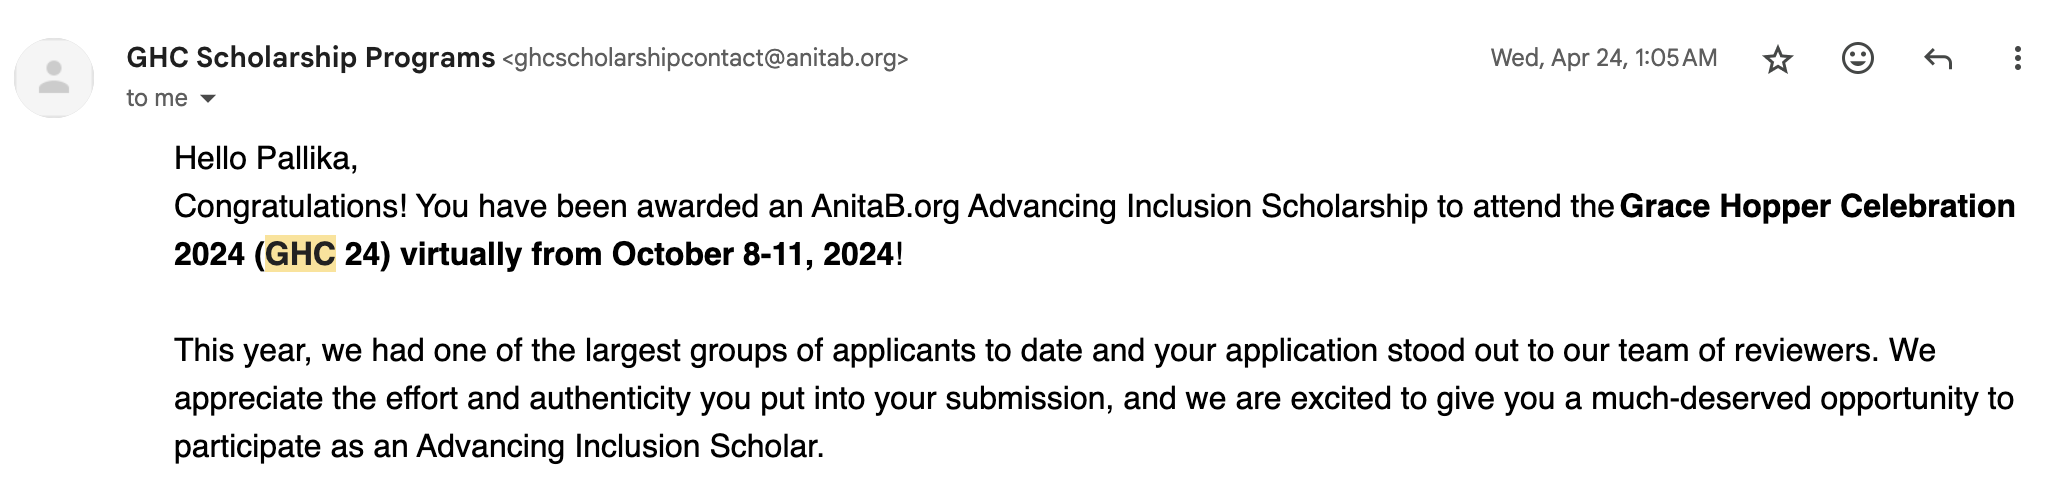 GHC Scholarship Programs <ghcscholarshipcontact@anitab.org> Wed, Apr 24, 1:05 AM
to me
Hello Pallika,
Congratulations! You have been awarded an AnitaB.org Advancing Inclusion Scholarship to attend the Grace Hopper Celebration
2024 (GHC 24) virtually from October 8-11, 2024!
This year, we had one of the largest groups of applicants to date and your application stood out to our team of reviewers. We
appreciate the effort and authenticity you put into your submission, and we are excited to give you a much-deserved opportunity to
participate as an Advancing Inclusion Scholar.